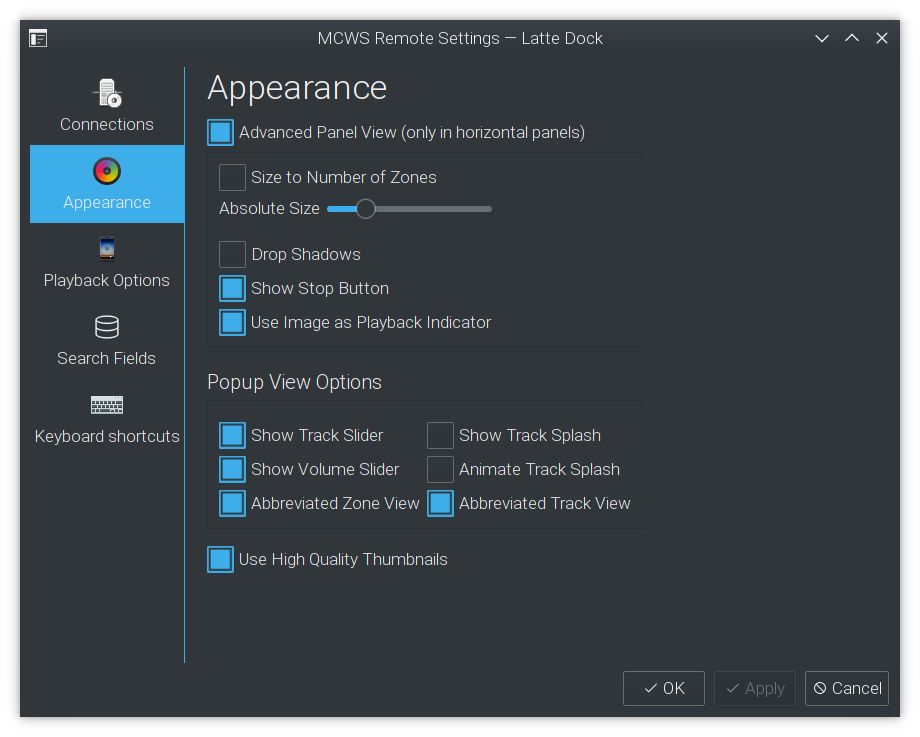 MCWS Remote Settings — Latte Dock
Connections
Appearance
Playback Options
Search Fields
Keyboard shortcuts
Appearance
Advanced Panel View (only in horizontal panels)
Size to Number of Zones
Absolute Size
Drop Shadows
Show Stop Button
Use Image as Playback Indicator
Popup View Options
Show Track Slider
Show Track Splash
Show Volume Slider
Animate Track Splash
Abbreviated Zone View
Abbreviated Track View
Use High Quality Thumbnails
OK
Apply
Cancel